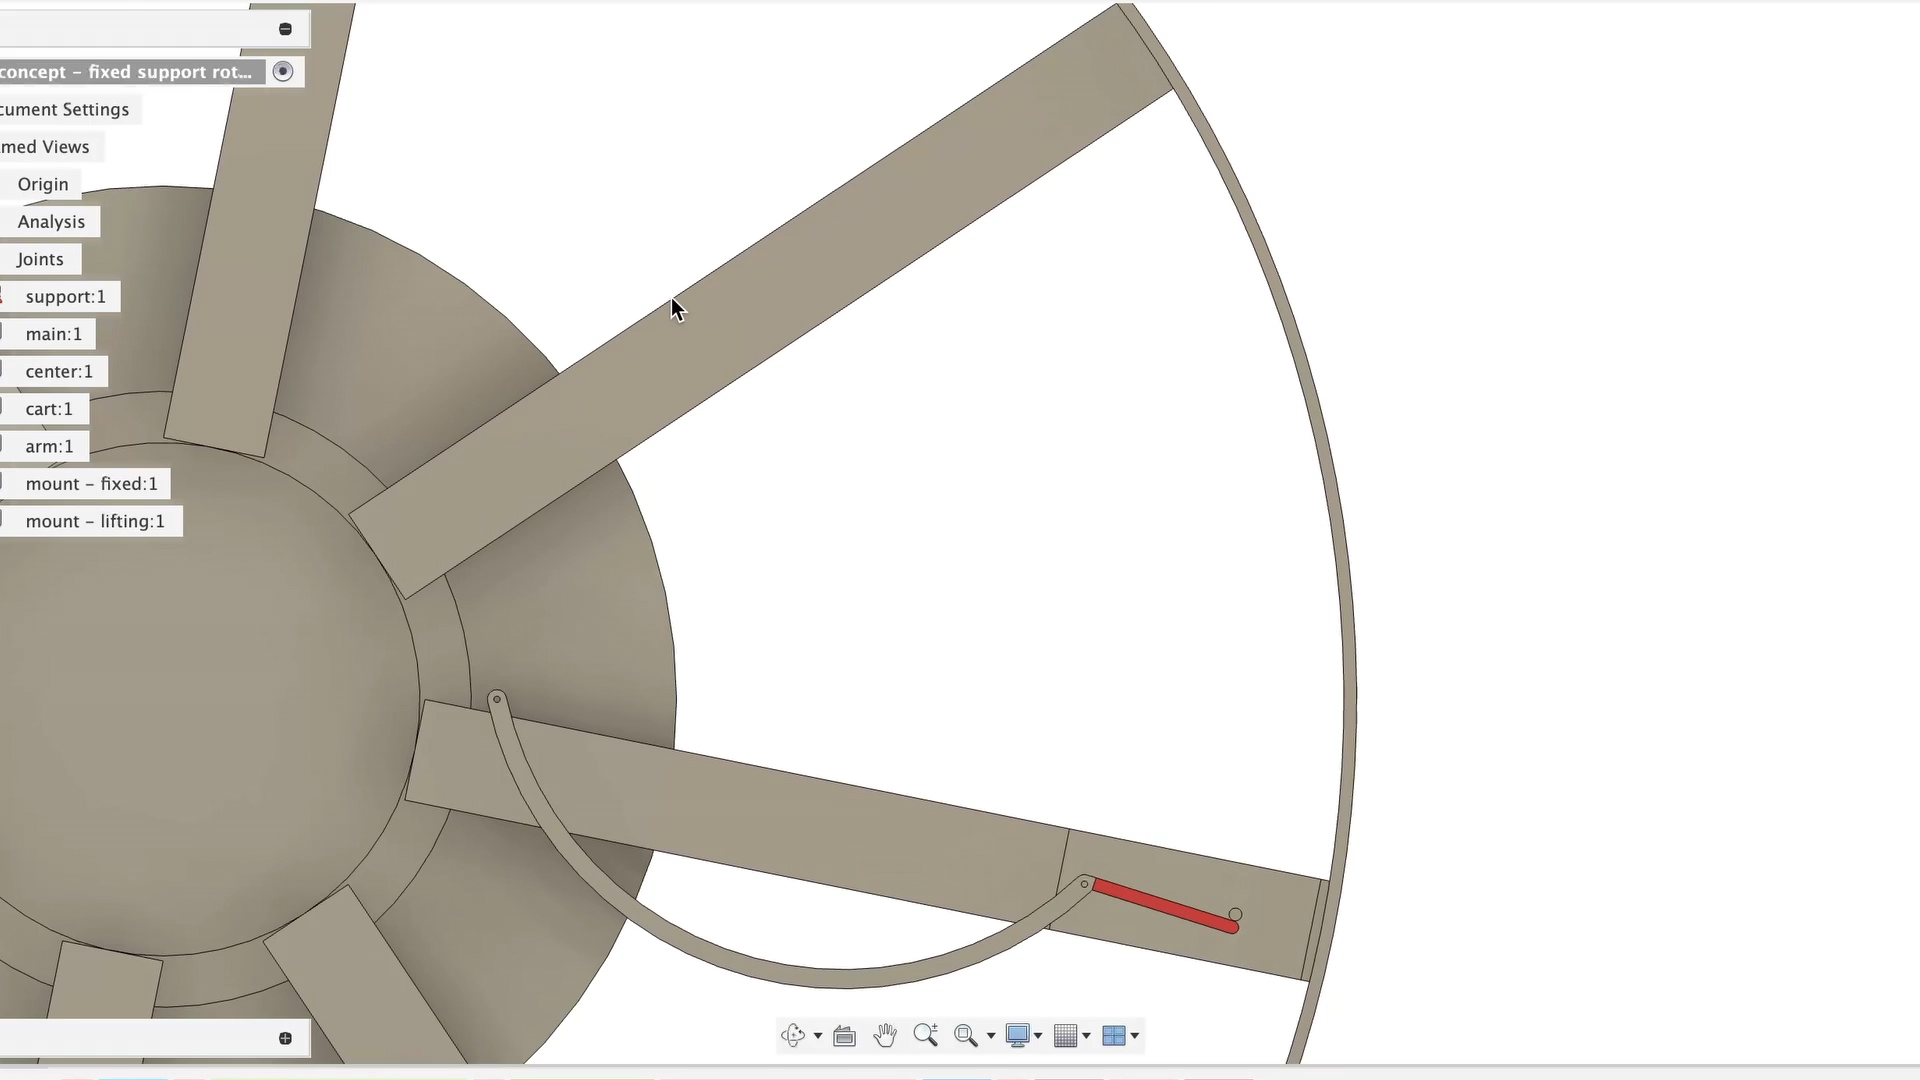 concept – fixed support rot...
cument Settings
med Views
Origin
Analysis
Joints
support:1
main:1
center:1
cart:1
arm:1
mount – fixed:1
mount – lifting:1